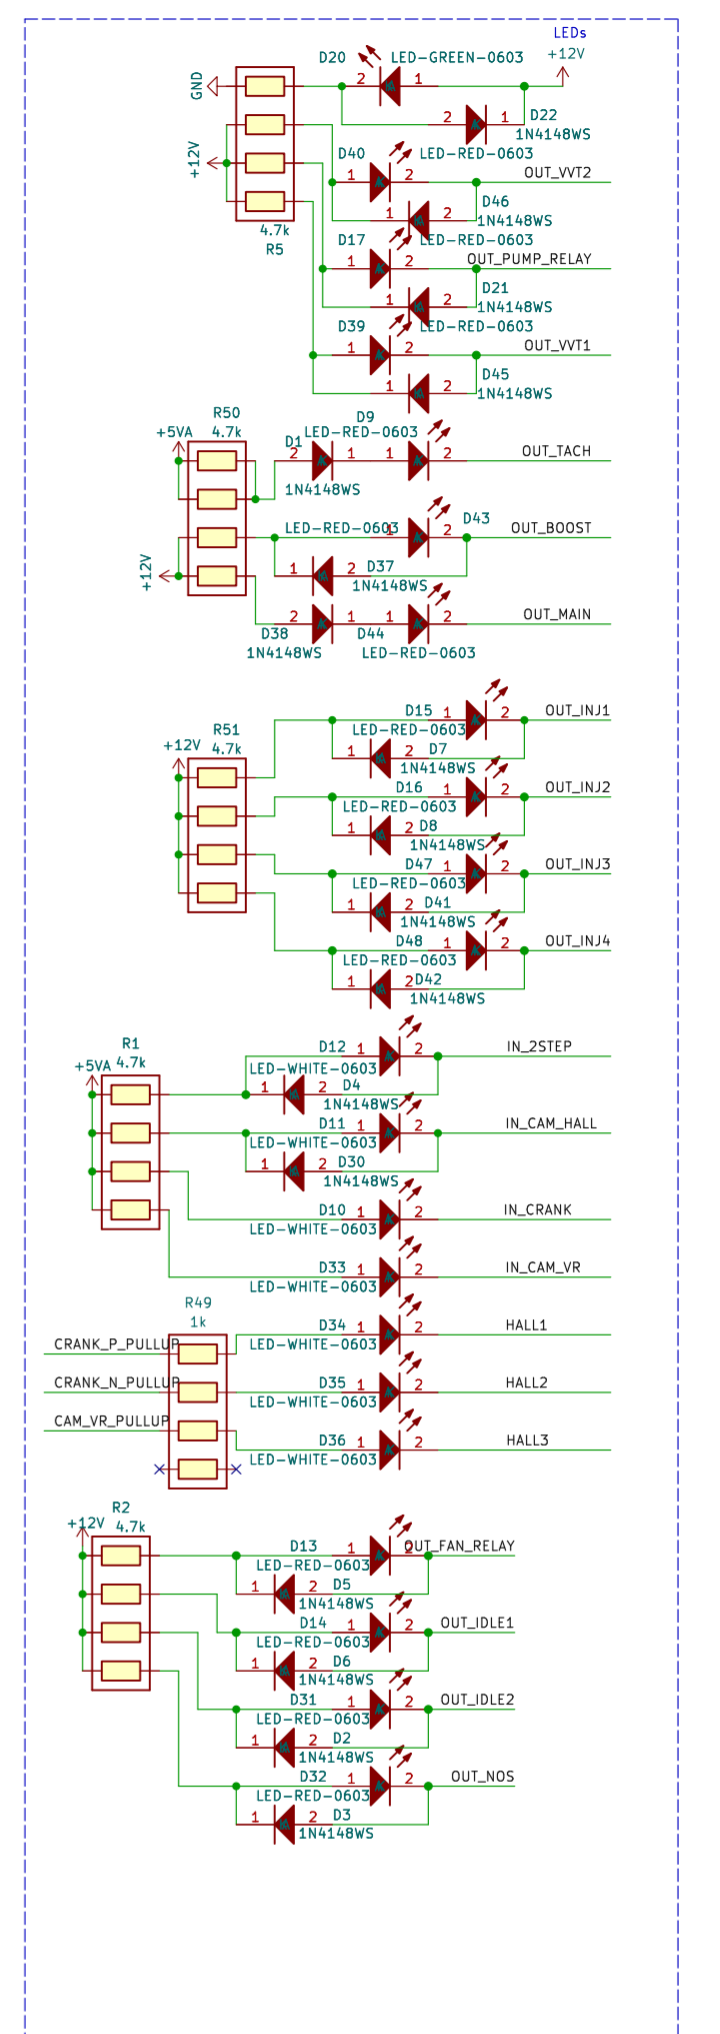 LEDs
D20 LED-GREEN-0603 +12V
GND
2 1
D22
2 1
1N4148WS
D40 LED-RED-0603
+12V
1 2 OUT_VVT2
D46
1 2 1N4148WS
4.7k
R5
D17 LED-RED-0603
1 2 OUT_PUMP_RELAY
D21
1 2 1N4148WS
D39 LED-RED-0603
1 2 OUT_VVT1
D45
1 2 1N4148WS
R50 D9
+5VA 4.7k LED-RED-0603
D1
2 1 1 2 OUT_TACH
1N4148WS
D43
LED-RED-0603 1 2 OUT_BOOST
+12V
D37
1 2
1N4148WS
2 1 1 2 OUT_MAIN
D38 D44
1N4148WS LED-RED-0603
D15 1 2 OUT_INJ1
R51 LED-RED-0603
+12V 4.7k
1 2 D7
1N4148WS
D16 1 2 OUT_INJ2
LED-RED-0603
1 2 D8
1N4148WS
D47 1 2 OUT_INJ3
LED-RED-0603
1 2 D41
1N4148WS
D48 1 2 OUT_INJ4
LED-RED-0603
1 2 D42
1N4148WS
R1 D12 1 2 IN_2STEP
4.7k
+5VA LED-WHITE-0603
1 2 D4
1N4148WS
D11 1 2 IN_CAM_HALL
LED-WHITE-0603
1 2 D30
1N4148WS
D10 1 2 IN_CRANK
LED-WHITE-0603
D33 1 2 IN_CAM_VR
LED-WHITE-0603
R49
1k
D34 1 2 HALL1
CRANK_P_PULLUP LED-WHITE-0603
CRANK_N_PULLUP D35 1 2 HALL2
LED-WHITE-0603
CAM_VR_PULLUP
D36 1 2 HALL3
LED-WHITE-0603
R2
+12V 4.7k
D13 1 2 OUT_FAN_RELAY
LED-RED-0603
1 2 D5
1N4148WS
D14 1 2 OUT_IDLE1
LED-RED-0603
1 2 D6
1N4148WS
D31 1 2 OUT_IDLE2
LED-RED-0603
1 2 D2
1N4148WS
D32 1 2 OUT_NOS
LED-RED-0603
1 2 D3
1N4148WS